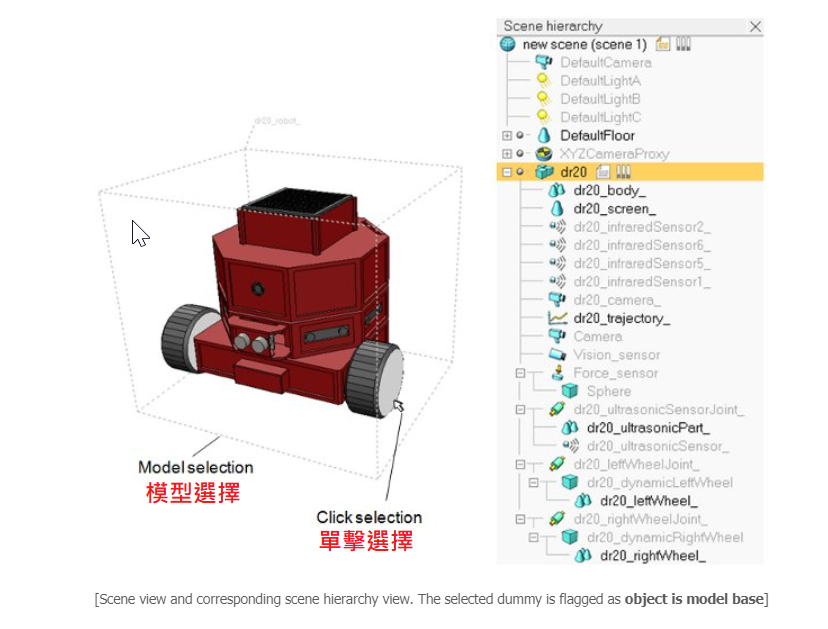 dr20_robot_
Model selection
模型選擇
Click selection
單擊選擇
Scene hierarchy
new scene (scene 1)
DefaultCamera
DefaultLightA
DefaultLightB
DefaultLightC
DefaultFloor
XYZCameraProxy
dr20
dr20_body_
dr20_screen_
dr20_infraredSensor2_
dr20_infraredSensor6_
dr20_infraredSensor5_
dr20_infraredSensor1_
dr20_camera_
dr20_trajectory_
Camera
Vision_sensor
Force_sensor
Sphere
dr20_ultrasonicSensorJoint_
dr20_ultrasonicPart_
dr20_ultrasonicSensor_
dr20_leftWheelJoint_
dr20_dynamicLeftWheel
dr20_leftWheel_
dr20_rightWheelJoint_
dr20_dynamicRightWheel
dr20_rightWheel_
[Scene view and corresponding scene hierarchy view. The selected dummy is flagged as object is model base]